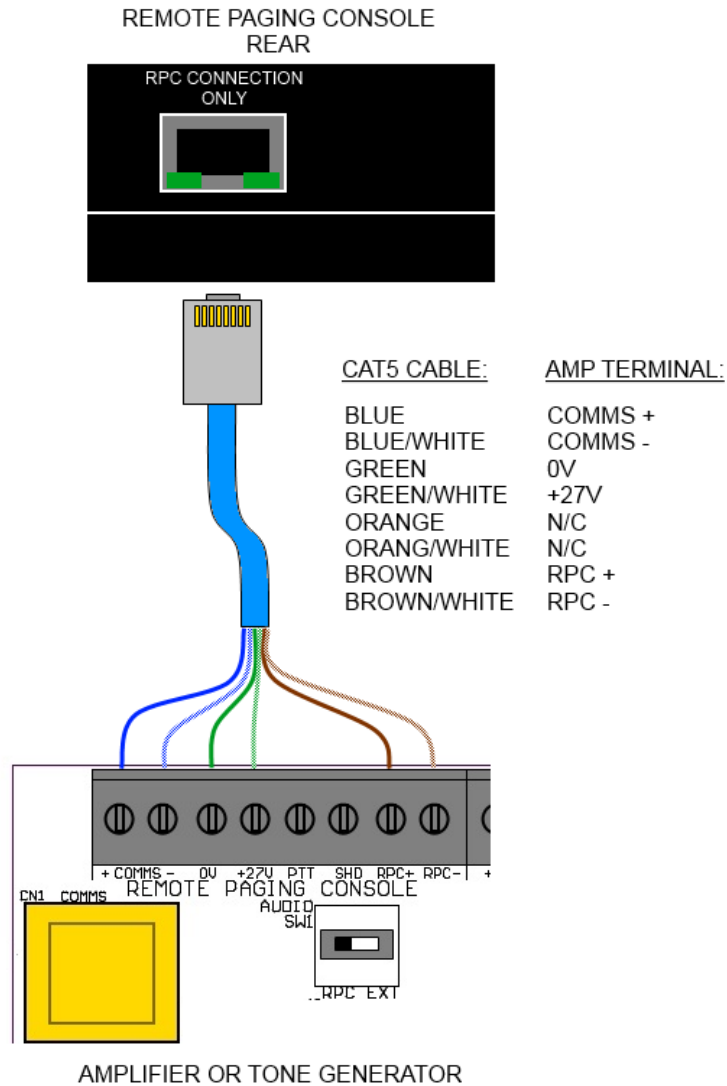 REMOTE PAGING CONSOLE
REAR
RPC CONNECTION
ONLY
CAT5 CABLE: AMP TERMINAL:
BLUE COMMS +
BLUE/WHITE COMMS -
GREEN 0V
GREEN/WHITE +27V
ORANGE N/C
ORANG/WHITE N/C
BROWN RPC +
BROWN/WHITE RPC -
+ COMMS - 0V +27V PTT SHD RPC+ RPC- +
REMOTE PAGING CONSOLE
CN1 COMMS
AUDIO
SWI
RPC EXT
AMPLIFIER OR TONE GENERATOR